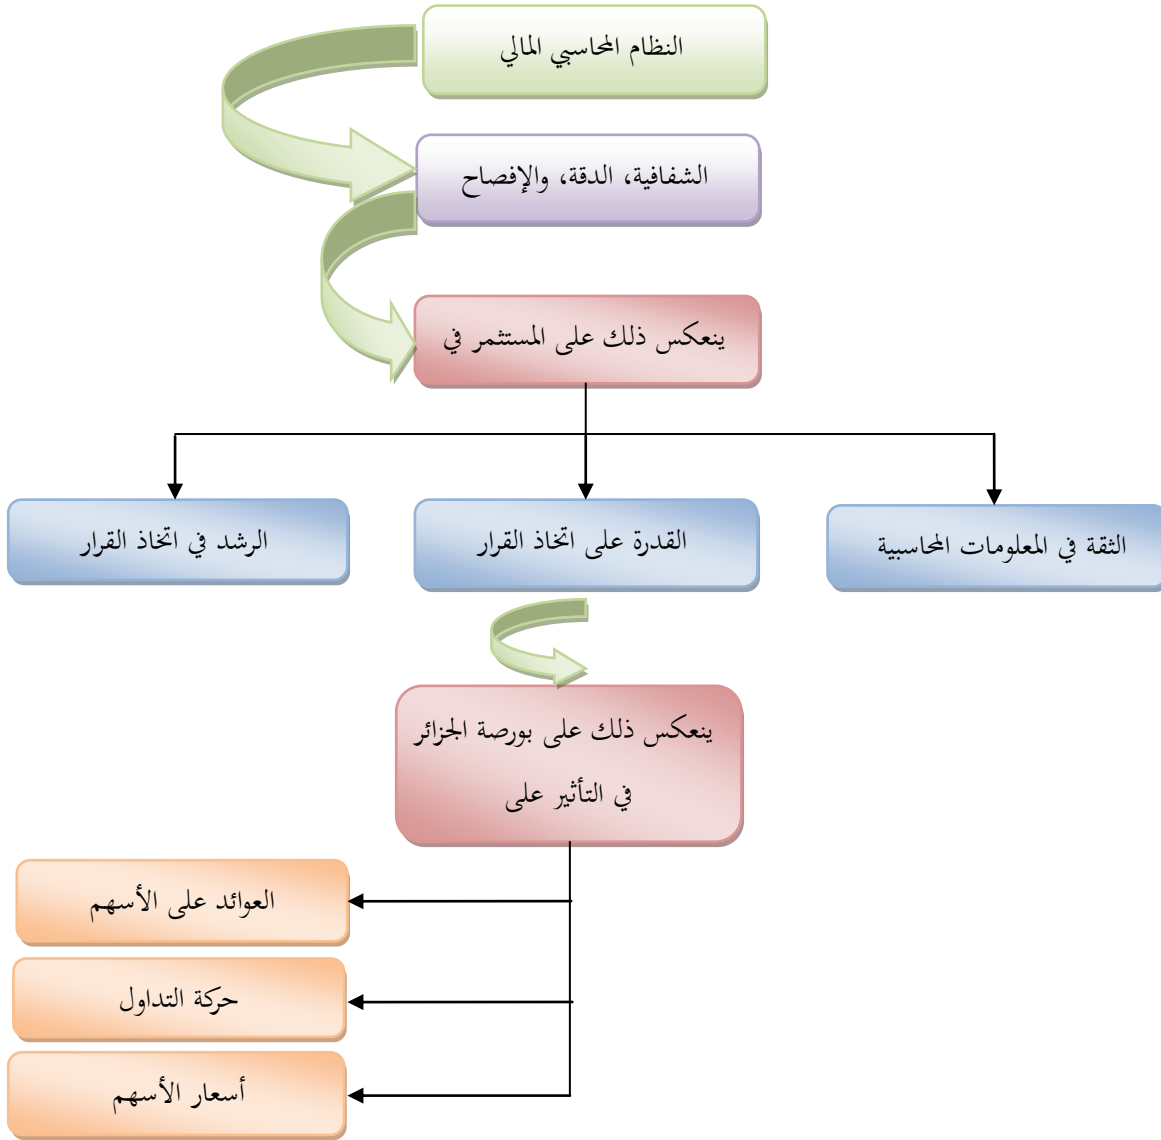 النظام المحاسبي المالي
الشفافية، الدقة، والإفصاح
ينعكس ذلك على المستثمر في
الثقة في المعلومات المحاسبية
القدرة على اتخاذ القرار
الرشد في اتخاذ القرار
ينعكس ذلك على بورصة الجزائر
في التأثير على
العوائد على الأسهم
حركة التداول
أسعار الأسهم